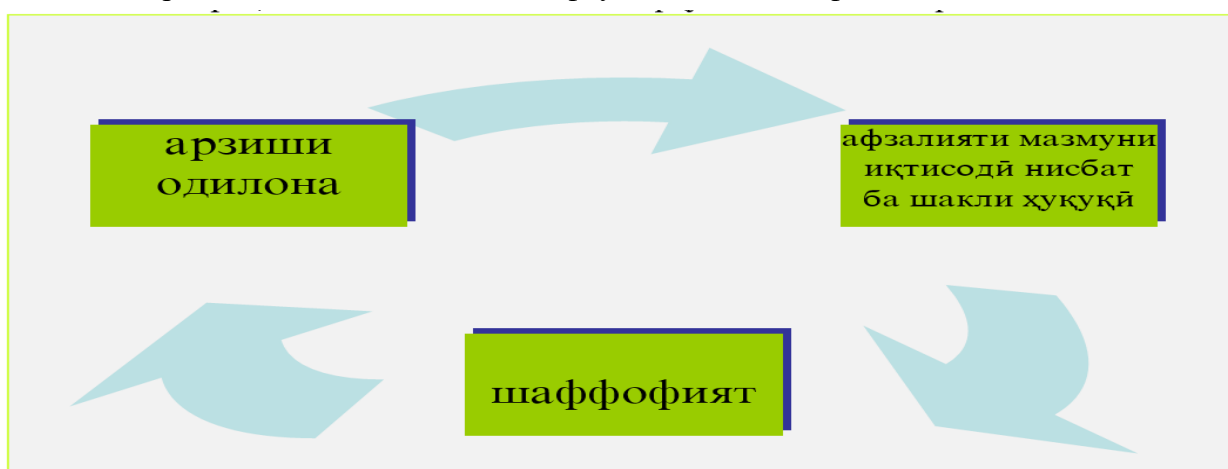 арзиши
одилона
афзалияти мазмуни
иқтисодӣ нисбат
ба шакли ҳуқуқӣ
шаффофият